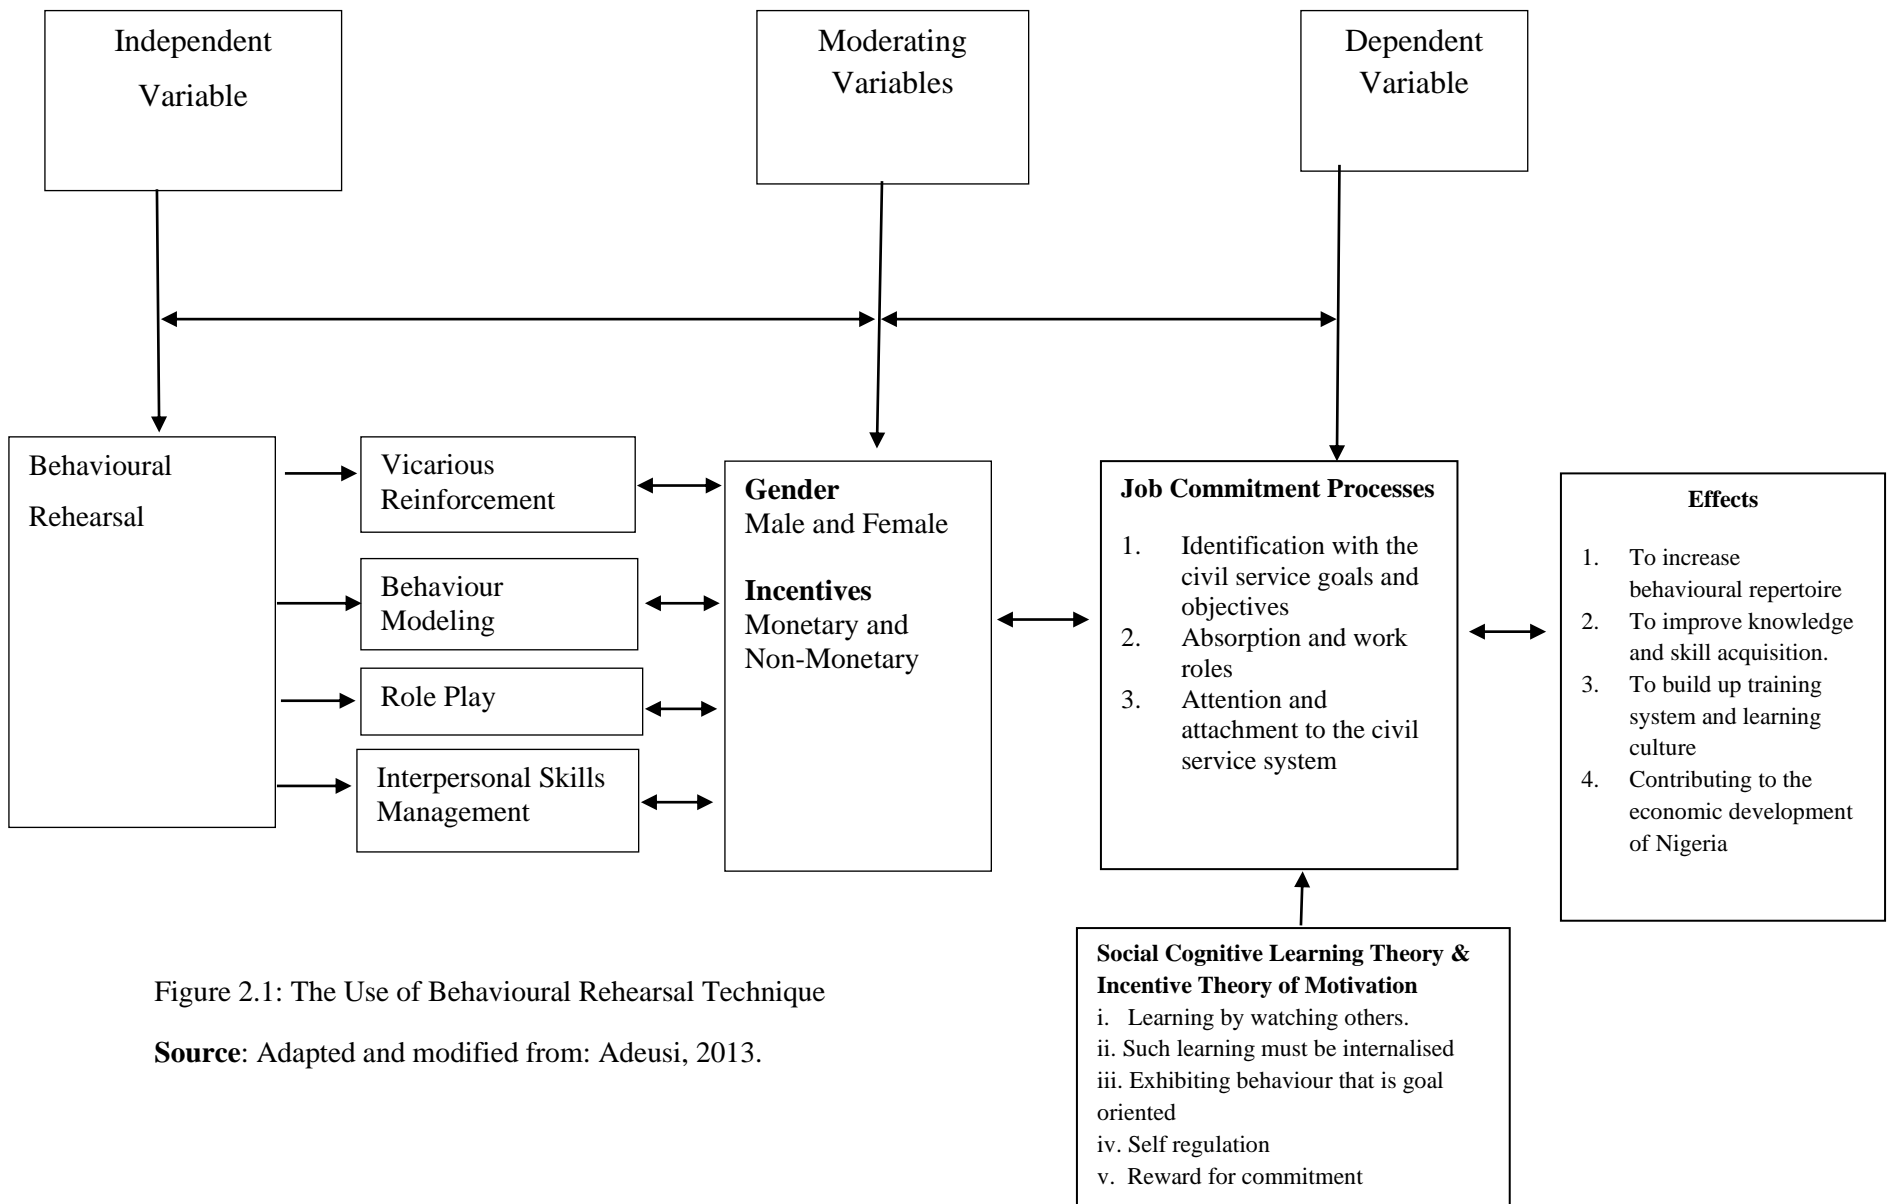 Independent
Variable
Moderating
Variables
Dependent
Variable
Behavioural
Rehearsal
Vicarious
Reinforcement
Behaviour
Modeling
Role Play
Interpersonal Skills
Management
Gender
Male and Female
Incentives
Monetary and
Non-Monetary
Job Commitment Processes
1. Identification with the
civil service goals and
objectives
2. Absorption and work
roles
3. Attention and
attachment to the civil
service system
Effects
1. To increase
behavioural repertoire
2. To improve knowledge
and skill acquisition.
3. To build up training
system and learning
culture
4. Contributing to the
economic development
of Nigeria
Social Cognitive Learning Theory &
Incentive Theory of Motivation
i. Learning by watching others.
ii. Such learning must be internalised
iii. Exhibiting behaviour that is goal
oriented
iv. Self regulation
v. Reward for commitment
Figure 2.1: The Use of Behavioural Rehearsal Technique
Source: Adapted and modified from: Adeusi, 2013.